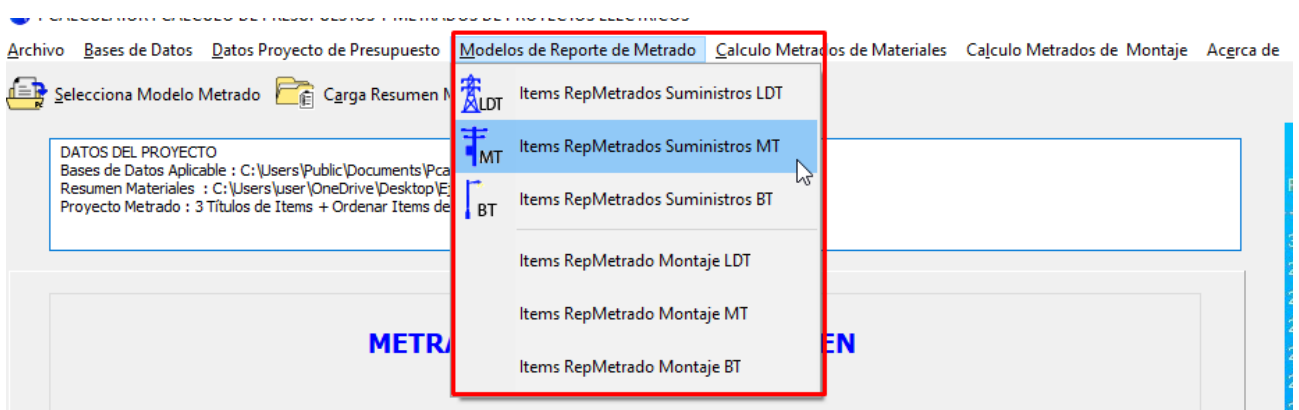 Archivo Bases de Datos Datos Proyecto de Presupuesto Modelos de Reporte de Metrado Calculo Metrados de Materiales Calculo Metrados de Montaje Acerca de
Selecciona Modelo Metrado Carga Resumen
LDT Items RepMetrados Suministros LDT
MT Items RepMetrados Suministros MT
BT Items RepMetrados Suministros BT
Items RepMetrado Montaje LDT
Items RepMetrado Montaje MT
Items RepMetrado Montaje BT
DATOS DEL PROYECTO
Bases de Datos Aplicable : C:\Users\Public\Documents\Pca
Resumen Materiales : C:\Users\user\OneDrive\Desktop\E
Proyecto Metrado : 3 Títulos de Items + Ordenar Items de
METR
EN